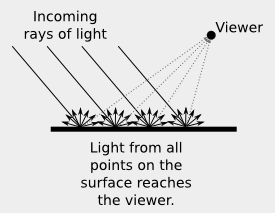 Incoming
rays of light
Viewer
Light from all
points on the
surface reaches
the viewer.